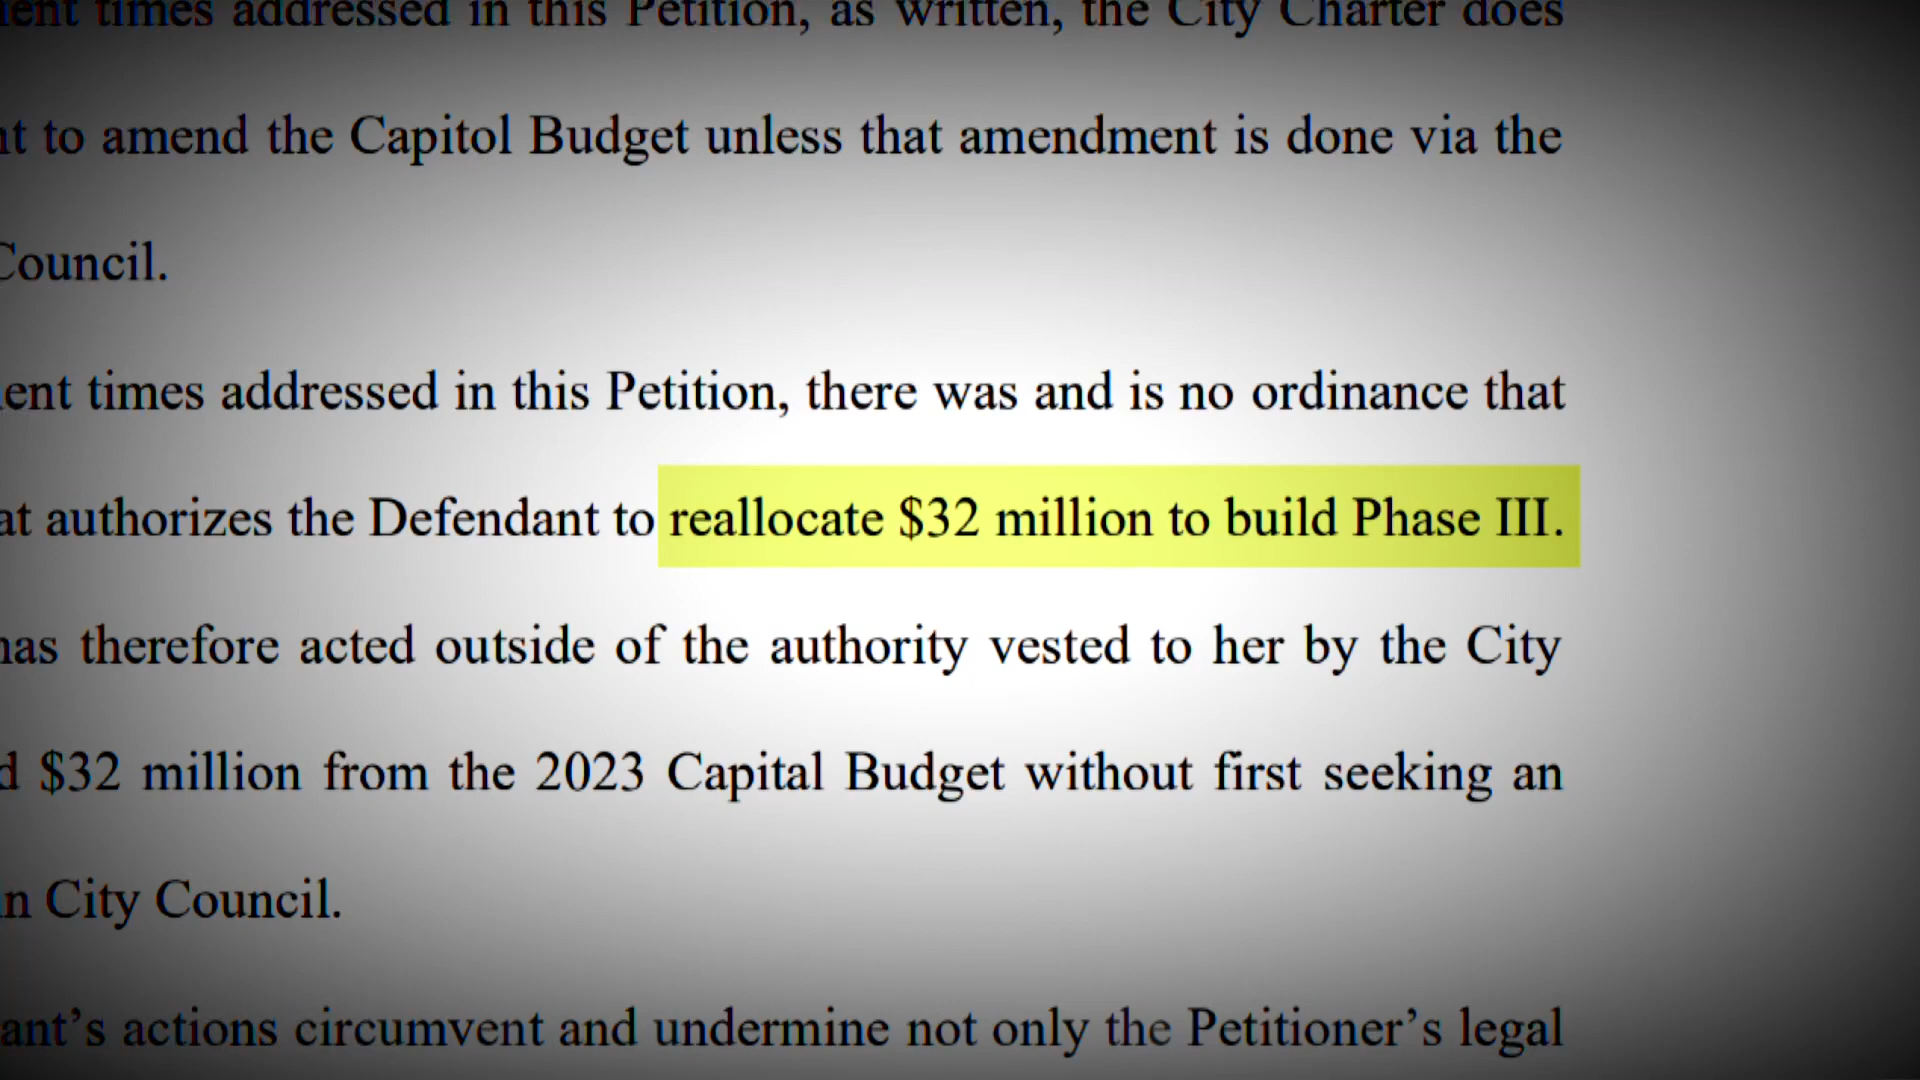 times addressed in this Petition, as written, the City Charter does
to amend the Capitol Budget unless that amendment is done via the
Council.
times addressed in this Petition, there was and is no ordinance that
authorizes the Defendant to reallocate $32 million to build Phase III.
has therefore acted outside of the authority vested to her by the City
$32 million from the 2023 Capital Budget without first seeking an
City Council.
actions circumvent and undermine not only the Petitioner’s legal